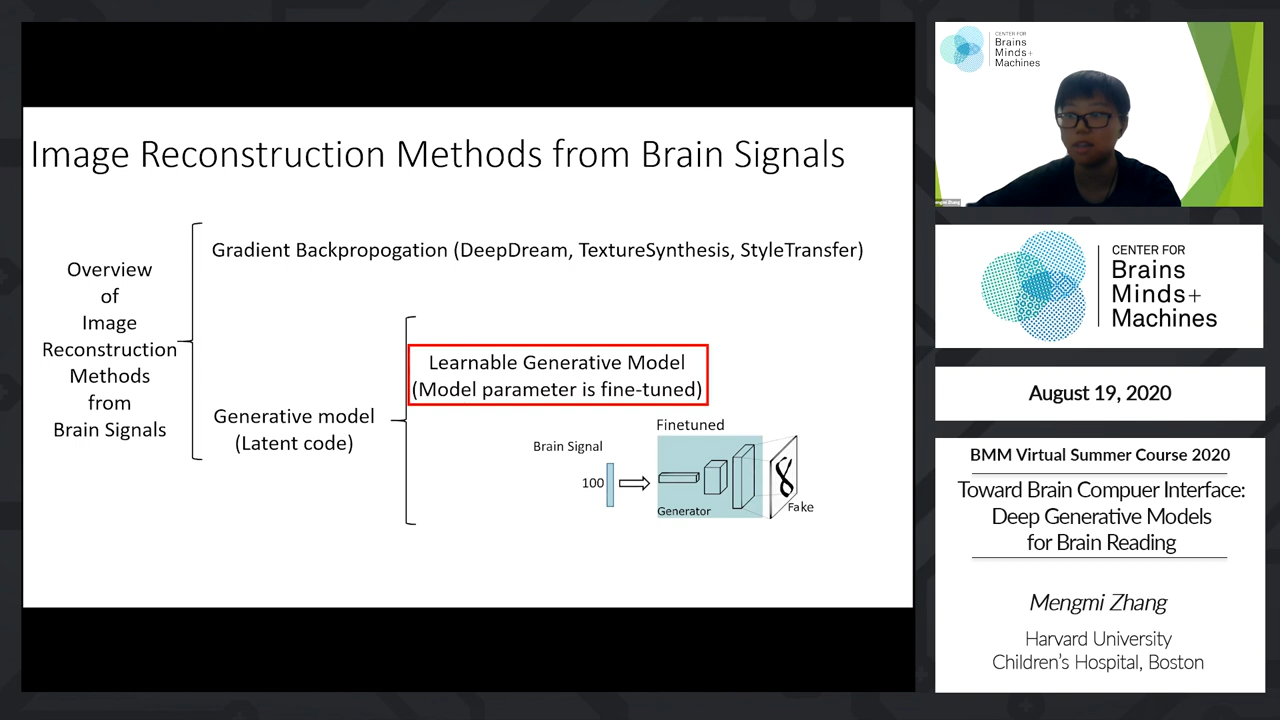 Image Reconstruction Methods from Brain Signals
Overview
of
Image
Reconstruction
Methods
from
Brain Signals
Gradient Backpropogation (DeepDream, TextureSynthesis, StyleTransfer)
Generative model
(Latent code)
Learnable Generative Model
(Model parameter is fine-tuned)
Finetuned
Brain Signal
100
Generator
8
Fake
CENTER FOR
Brains
Minds+
Machines
Mengmi Zhang
CENTER FOR
Brains
Minds+
Machines
August 19, 2020
BMM Virtual Summer Course 2020
Toward Brain Compuer Interface:
Deep Generative Models
for Brain Reading
Mengmi Zhang
Harvard University
Children's Hospital, Boston